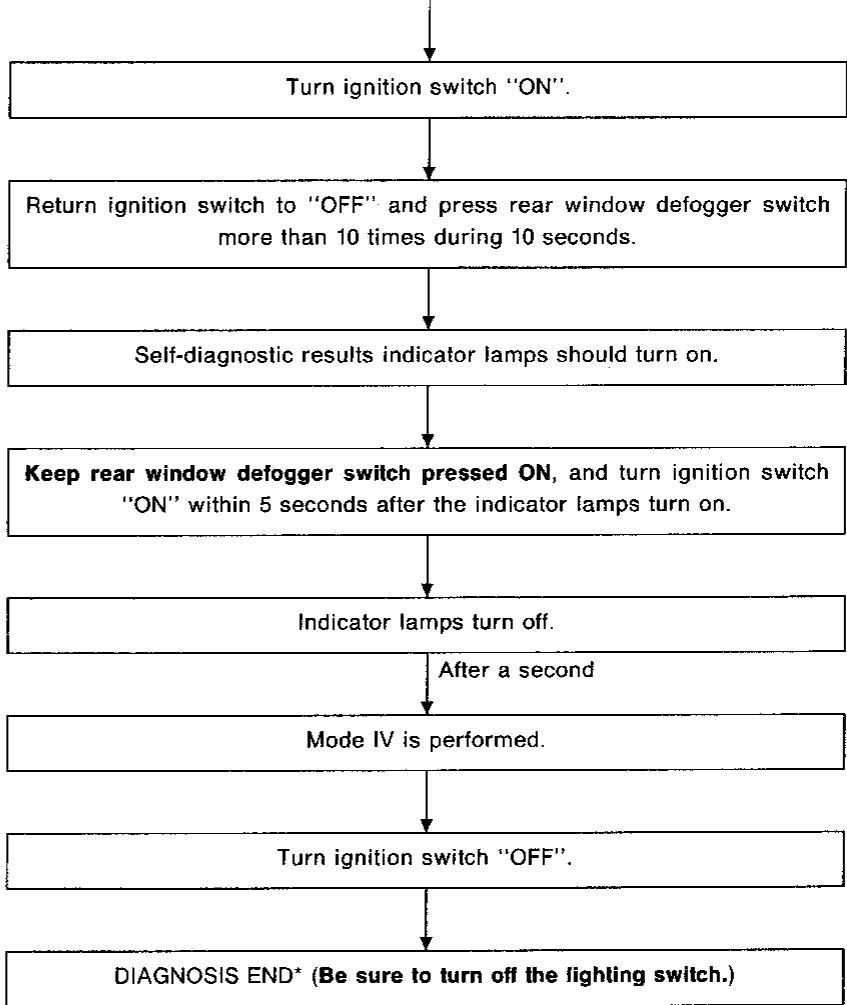 Turn ignition switch "ON".
Return ignition switch to "OFF" and press rear window defogger switch
more than 10 times during 10 seconds.
Self-diagnostic results indicator lamps should turn on.
Keep rear window defogger switch pressed ON, and turn ignition switch
"ON" within 5 seconds after the indicator lamps turn on.
Indicator lamps turn off.
After a second
Mode IV is performed.
Turn ignition switch "OFF".
DIAGNOSIS END* (Be sure to turn off the lighting switch.)